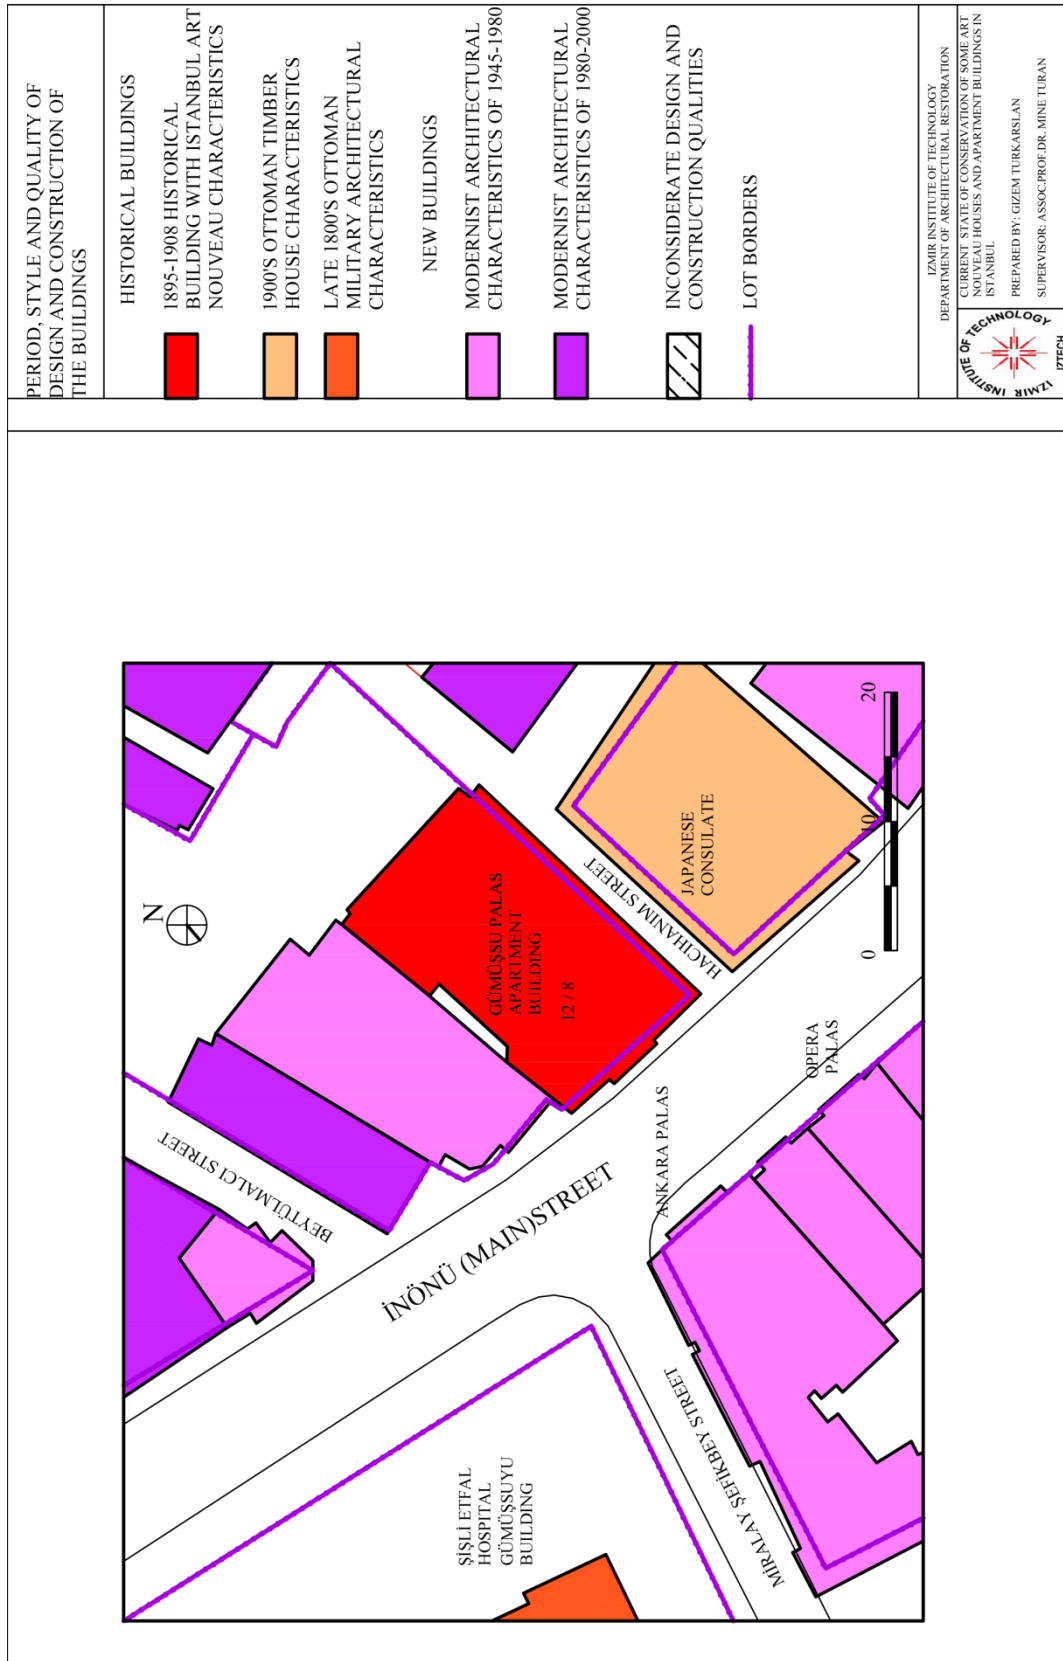 PERIOD, STYLE AND QUALITY OF
DESIGN AND CONSTRUCTION OF
THE BUILDINGS
HISTORICAL BUILDINGS
1895-1908 HISTORICAL
BUILDING WITH ISTANBUL ART
NOUVEAU CHARACTERISTICS
1900'S OTTOMAN TIMBER
HOUSE CHARACTERISTICS
LATE 1800'S OTTOMAN
MILITARY ARCHITECTURAL
CHARACTERISTICS
NEW BUILDINGS
MODERNIST ARCHITECTURAL
CHARACTERISTICS OF 1945-1980
MODERNIST ARCHITECTURAL
CHARACTERISTICS OF 1980-2000
INCONSIDERATE DESIGN AND
CONSTRUCTION QUALITIES
LOT BORDERS
IZMIR INSTITUTE OF TECHNOLOGY
DEPARTMENT OF ARCHITECTURAL RESTORATION
CURRENT STATE OF CONSERVATION OF SOME ART
NOUVEAU HOUSES AND APARTMENT BUILDINGS IN
ISTANBUL
PREPARED BY: GIZEM TURKARSLAN
SUPERVISOR: ASSOC.PROF.DR. MINE TURAN
IZMIR INSTITUTE OF TECHNOLOGY
IZTECH
N
BEYTÜLMALCI STREET
GÜMÜŞSU PALAS
APARTMENT
BUILDING
12 / 8
HACIHANIM STREET
JAPANESE
CONSULATE
İNÖNÜ (MAIN)STREET
ANKARA PALAS
OPERA
PALAS
ŞIŞLİ ETFAL
HOSPITAL
GÜMÜŞSUYU
BUILDING
MİRALAY ŞEFİKBEY STREET
0
10
20